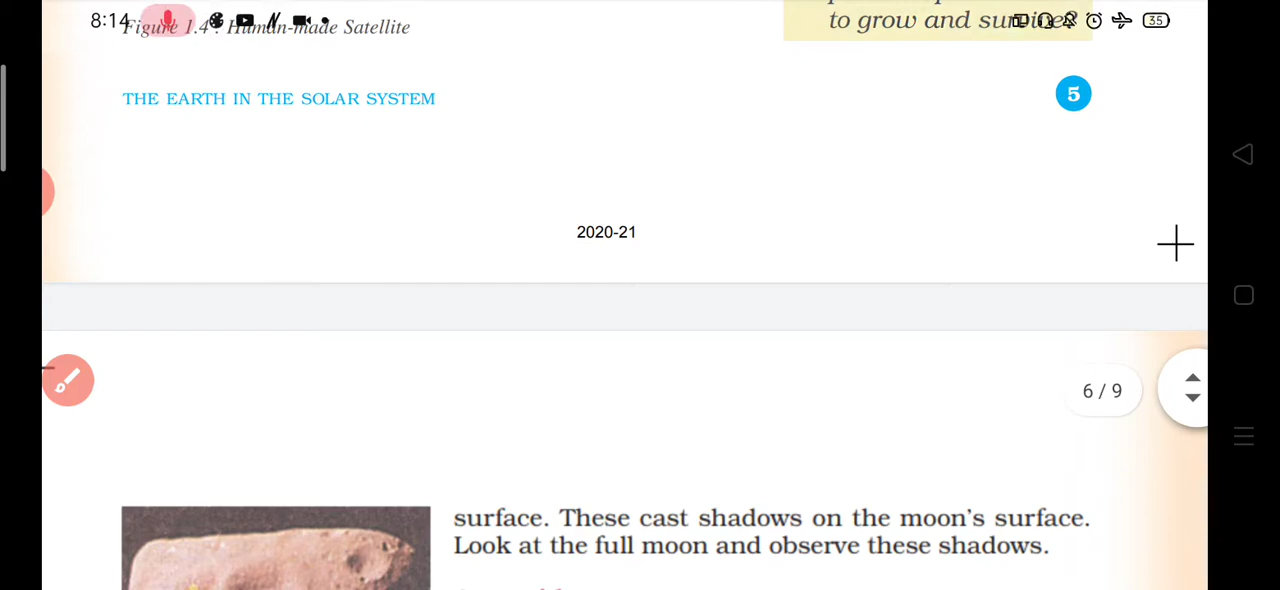 8:14
35
Figure 1.4 : Human-made Satellite
to grow and survive?
THE EARTH IN THE SOLAR SYSTEM
5
2020-21
6 / 9
surface. These cast shadows on the moon's surface.
Look at the full moon and observe these shadows.